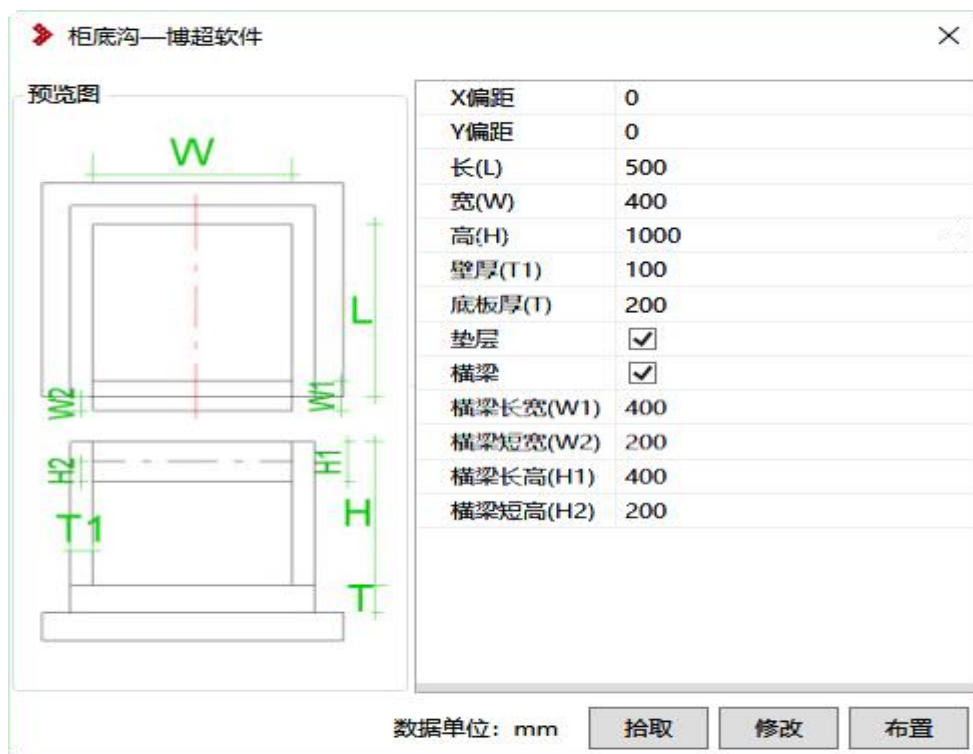 柜底沟—博超软件
预览图
W
L
W2
W1
H2
H1
T1
H
T
X偏距 0
Y偏距 0
长(L) 500
宽(W) 400
高(H) 1000
壁厚(T1) 100
底板厚(T) 200
垫层
横梁
横梁长宽(W1) 400
横梁短宽(W2) 200
横梁长高(H1) 400
横梁短高(H2) 200
数据单位：mm 拾取 修改 布置